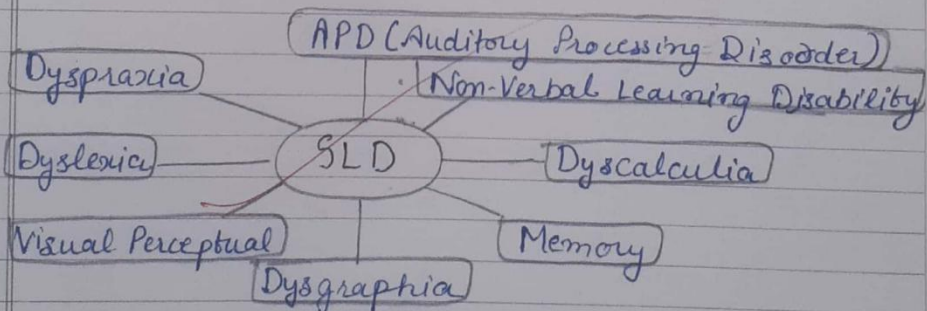 APD (Auditory Processing Disorder)
Dyspraxia
Non-Verbal Learning Disability
Dyslexia
SLD
Dyscalculia
Visual Perceptual
Memory
Dysgraphia